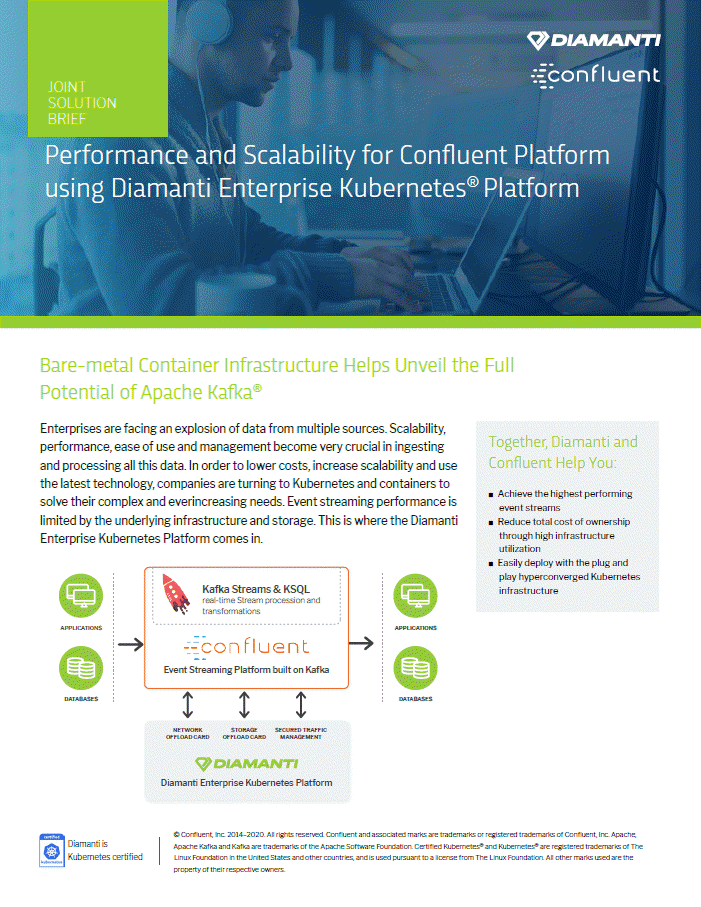 JOINT
SOLUTION
BRIEF
DIAMANTI
confluent
Performance and Scalability for Confluent Platform
using Diamanti Enterprise Kubernetes® Platform
Bare-metal Container Infrastructure Helps Unveil the Full
Potential of Apache Kafka®
Enterprises are facing an explosion of data from multiple sources. Scalability,
performance, ease of use and management become very crucial in ingesting
and processing all this data. In order to lower costs, increase scalability and use
the latest technology, companies are turning to Kubernetes and containers to
solve their complex and everincreasing needs. Event streaming performance is
limited by the underlying infrastructure and storage. This is where the Diamanti
Enterprise Kubernetes Platform comes in.
Together, Diamanti and
Confluent Help You:
■ Achieve the highest performing
event streams
■ Reduce total cost of ownership
through high infrastructure
utilization
■ Easily deploy with the plug and
play hyperconverged Kubernetes
infrastructure
APPLICATIONS
DATABASES
Kafka Streams & KSQL
real-time Stream procession and
transformations
confluent
Event Streaming Platform built on Kafka
APPLICATIONS
DATABASES
NETWORK
OFFLOAD CARD
STORAGE
OFFLOAD CARD
SECURED TRAFFIC
MANAGEMENT
DIAMANTI
Diamanti Enterprise Kubernetes Platform
certified
kubernetes
Diamanti is
Kubernetes certified
© Confluent, Inc. 2014–2020. All rights reserved. Confluent and associated marks are trademarks or registered trademarks of Confluent, Inc. Apache,
Apache Kafka and Kafka are trademarks of the Apache Software Foundation. Certified Kubernetes® and Kubernetes® are registered trademarks of The
Linux Foundation in the United States and other countries, and is used pursuant to a license from The Linux Foundation. All other marks used are the
property of their respective owners.